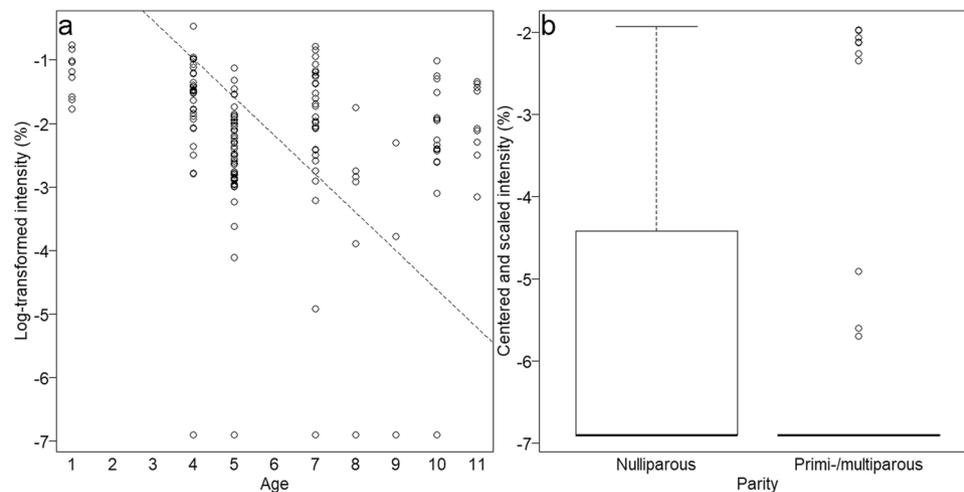 a
Log-transformed intensity (%)
-1
-2
-3
-4
-5
-6
-7
1 2 3 4 5 6 7 8 9 10 11
Age
b
Centered and scaled intensity (%)
-2
-3
-4
-5
-6
-7
Nulliparous Primi-/multiparous
Parity